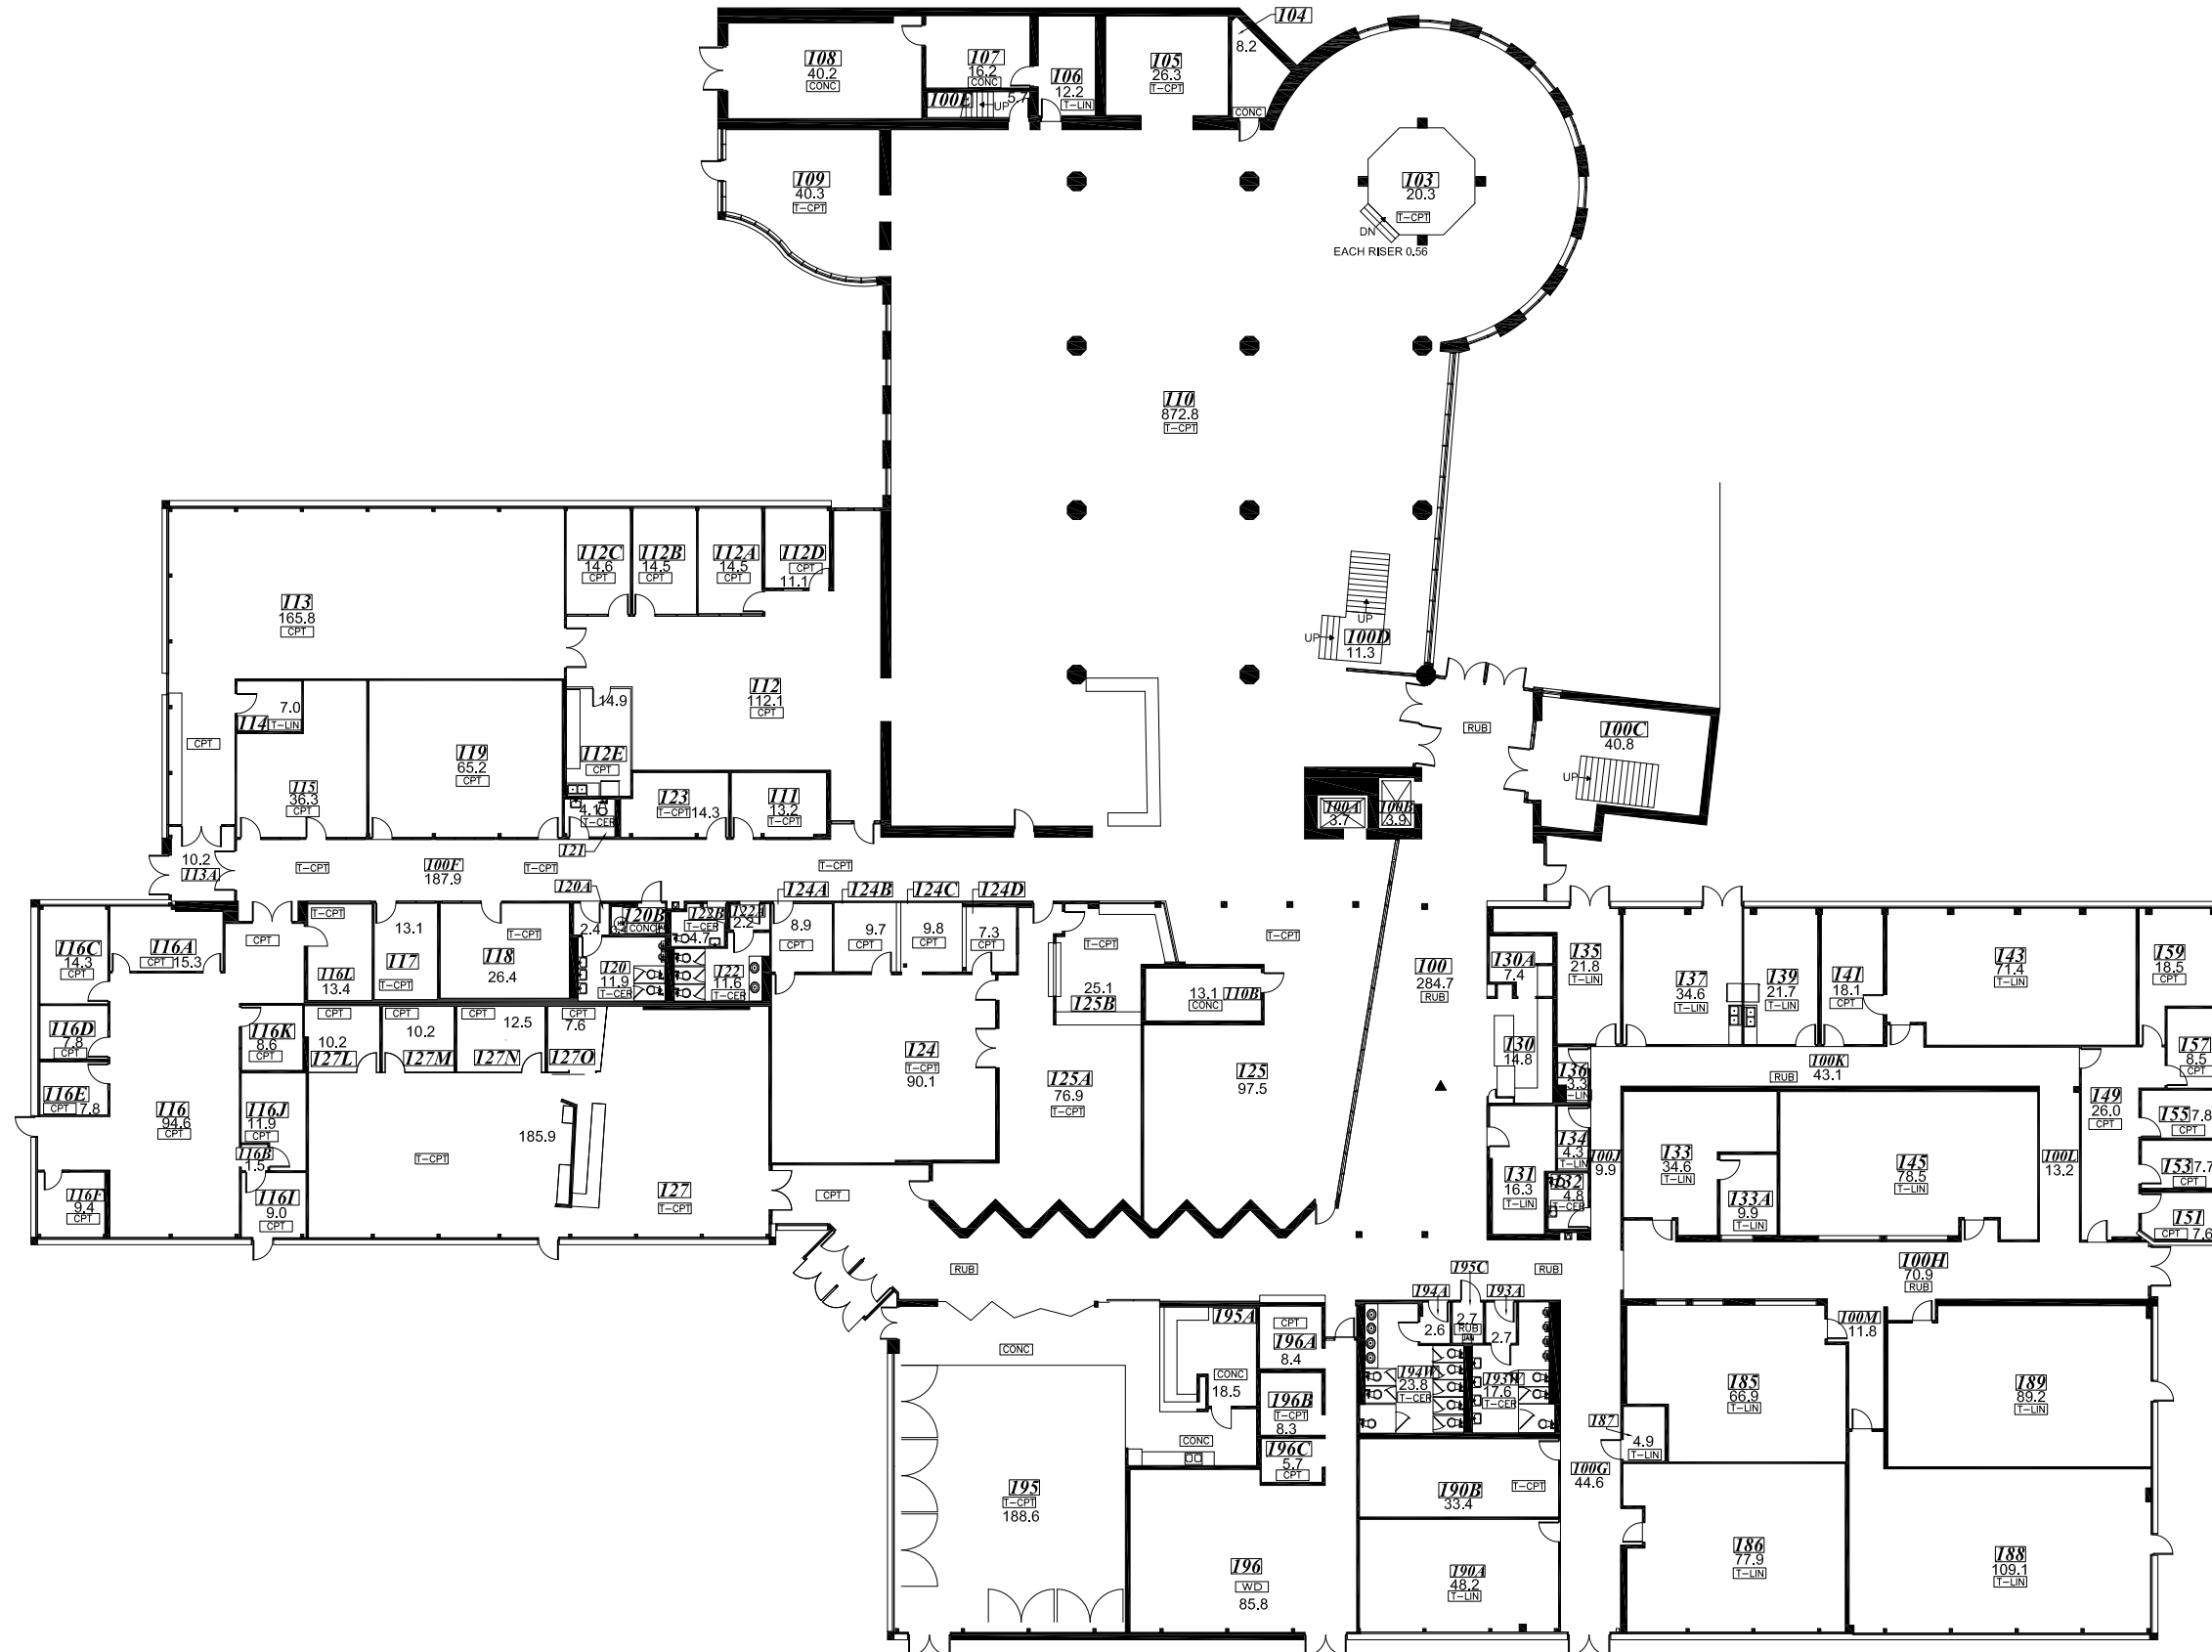 104
8.2
CONC
108
40.2
CONC
107
16.2
CONC
106
12.2
T-LIN
105
26.3
T-CPT
100E
UP
5.7
109
40.3
T-CPT
103
20.3
T-CPT
DN
EACH RISER 0.56
110
872.8
T-CPT
112C
14.6
CPT
112B
14.5
CPT
112A
14.5
CPT
112D
CPT
11.1
113
165.8
CPT
UP
UP
100D
11.3
112
112.1
CPT
14.9
112E
CPT
7.0
114
T-LIN
CPT
119
65.2
CPT
115
36.3
CPT
RUB
100C
40.8
UP
123
T-CPT
14.3
111
13.2
T-CPT
4.1
T-CER
121
100A
3.7
100B
3.9
10.2
113A
T-CPT
100F
187.9
T-CPT
T-CPT
120A
124A
124B
124C
124D
116C
14.3
CPT
116A
CPT
15.3
CPT
T-CPT
116L
13.4
13.1
117
T-CPT
118
T-CPT
26.4
2.4
120B
CONC
120
11.9
T-CER
122B
T-CER
4.7
122A
2.2
122
11.6
T-CER
8.9
CPT
9.7
CPT
9.8
CPT
7.3
CPT
T-CPT
25.1
125B
13.1
CONC
110B
T-CPT
100
284.7
RUB
130A
7.4
130
14.8
135
21.8
T-LIN
137
34.6
T-LIN
139
21.7
T-LIN
141
18.1
CPT
143
71.4
T-LIN
159
18.5
CPT
116D
7.8
CPT
116K
8.6
CPT
CPT
10.2
127L
CPT
10.2
127M
CPT
12.5
127N
CPT
7.6
127O
124
T-CPT
90.1
125A
76.9
T-CPT
125
97.5
136
3.3
T-LIN
100K
43.1
RUB
157
8.5
CPT
116E
CPT
7.8
116
94.6
CPT
116J
11.9
CPT
116B
1.5
116I
9.0
CPT
116F
9.4
CPT
185.9
T-CPT
127
T-CPT
CPT
131
16.3
T-LIN
134
4.3
T-LIN
132
4.8
T-CER
100J
9.9
133
34.6
T-LIN
133A
9.9
T-LIN
145
78.5
T-LIN
100L
13.2
149
26.0
CPT
155
7.8
CPT
153
7.7
CPT
151
CPT
7.6
RUB
195C
RUB
100H
70.9
RUB
194A
193A
2.6
2.7
RUB
JAN
2.7
195A
CONC
18.5
CONC
CONC
CPT
196A
8.4
196B
T-CPT
8.3
196C
5.7
CPT
194W
23.8
T-CER
193W
17.6
T-CER
100M
11.8
185
66.9
T-LIN
189
89.2
T-LIN
187
4.9
T-LIN
100G
44.6
195
T-CPT
188.6
190B
33.4
T-CPT
196
WD
85.8
190A
48.2
T-LIN
186
77.9
T-LIN
188
109.1
T-LIN